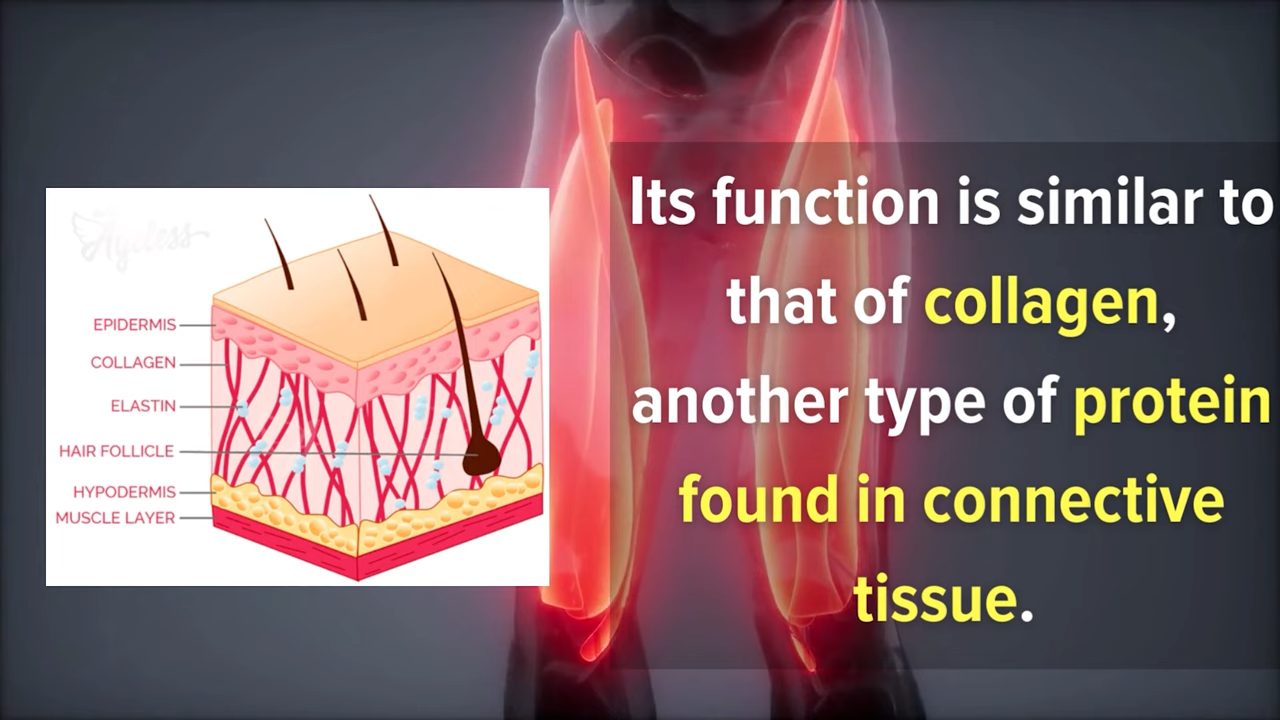 Ageless
EPIDERMIS
COLLAGEN
ELASTIN
HAIR FOLLICLE
HYPODERMIS
MUSCLE LAYER
Its function is similar to
that of collagen,
another type of protein
found in connective
tissue.